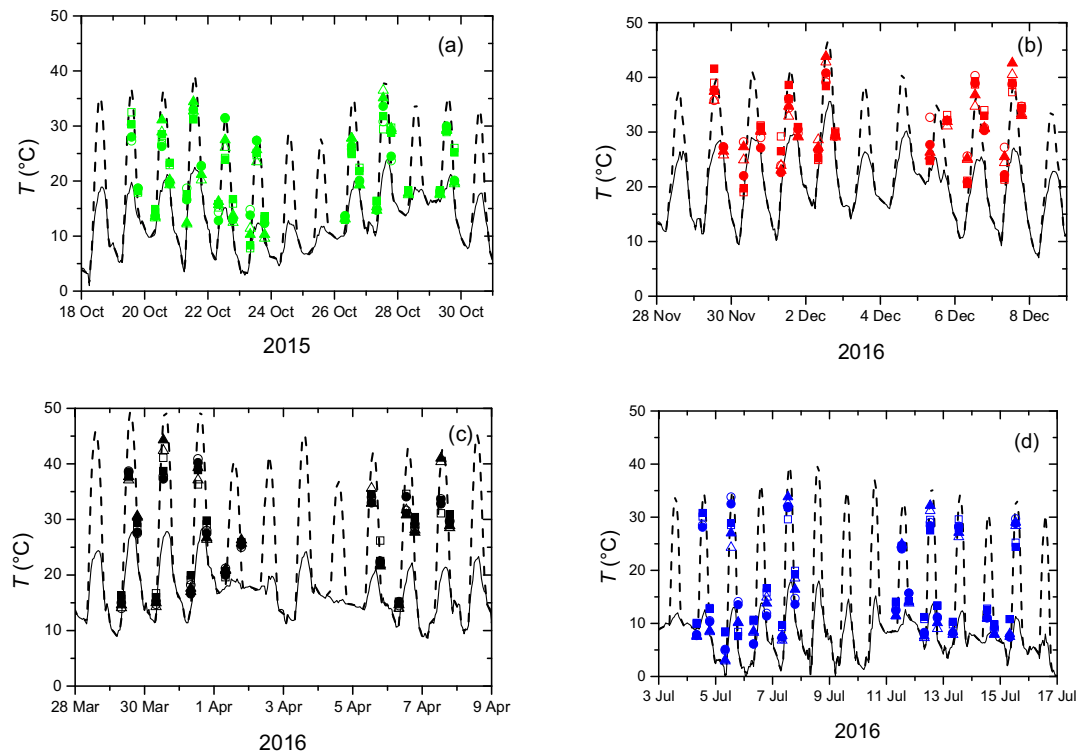 (a)
T (°C)
50
40
30
20
10
0
18 Oct 20 Oct 22 Oct 24 Oct 26 Oct 28 Oct 30 Oct
2015
(b)
T (°C)
50
40
30
20
10
0
28 Nov 30 Nov 2 Dec 4 Dec 6 Dec 8 Dec
2016
(c)
T (°C)
50
40
30
20
10
0
28 Mar 30 Mar 1 Apr 3 Apr 5 Apr 7 Apr 9 Apr
2016
(d)
T (°C)
50
40
30
20
10
0
3 Jul 5 Jul 7 Jul 9 Jul 11 Jul 13 Jul 15 Jul 17 Jul
2016